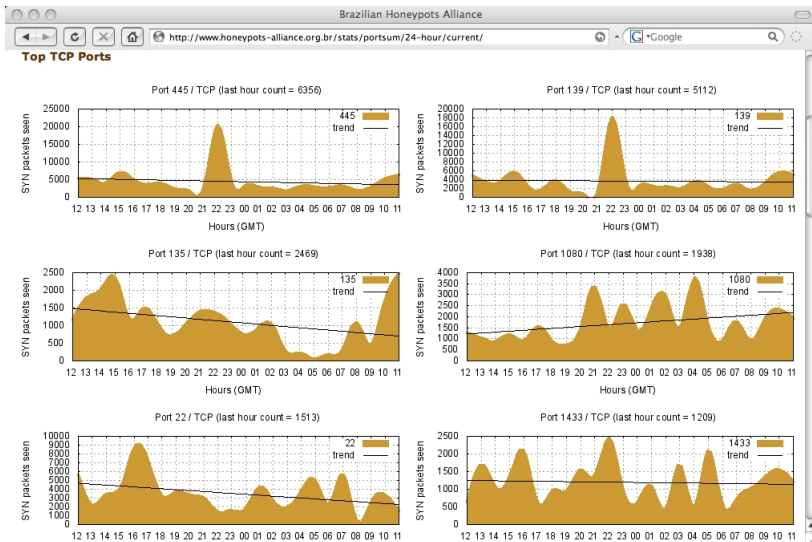 Brazilian Honeypots Alliance
http://www.honeypots-alliance.org.br/stats/portsum/24-hour/current/
Google
Top TCP Ports
Port 445 / TCP (last hour count = 6356)
SYN packets seen
25000
20000
15000
10000
5000
0
445
trend
12 13 14 15 16 17 18 19 20 21 22 23 00 01 02 03 04 05 06 07 08 09 10 11
Hours (GMT)
Port 139 / TCP (last hour count = 5112)
SYN packets seen
20000
18000
16000
14000
12000
10000
8000
6000
4000
2000
0
139
trend
12 13 14 15 16 17 18 19 20 21 22 23 00 01 02 03 04 05 06 07 08 09 10 11
Hours (GMT)
Port 135 / TCP (last hour count = 2469)
SYN packets seen
2500
2000
1500
1000
500
0
135
trend
12 13 14 15 16 17 18 19 20 21 22 23 00 01 02 03 04 05 06 07 08 09 10 11
Hours (GMT)
Port 1080 / TCP (last hour count = 1938)
SYN packets seen
4000
3500
3000
2500
2000
1500
1000
500
0
1080
trend
12 13 14 15 16 17 18 19 20 21 22 23 00 01 02 03 04 05 06 07 08 09 10 11
Hours (GMT)
Port 22 / TCP (last hour count = 1513)
SYN packets seen
10000
9000
8000
7000
6000
5000
4000
3000
2000
1000
0
22
trend
12 13 14 15 16 17 18 19 20 21 22 23 00 01 02 03 04 05 06 07 08 09 10 11
Port 1433 / TCP (last hour count = 1209)
SYN packets seen
2500
2000
1500
1000
500
0
1433
trend
12 13 14 15 16 17 18 19 20 21 22 23 00 01 02 03 04 05 06 07 08 09 10 11